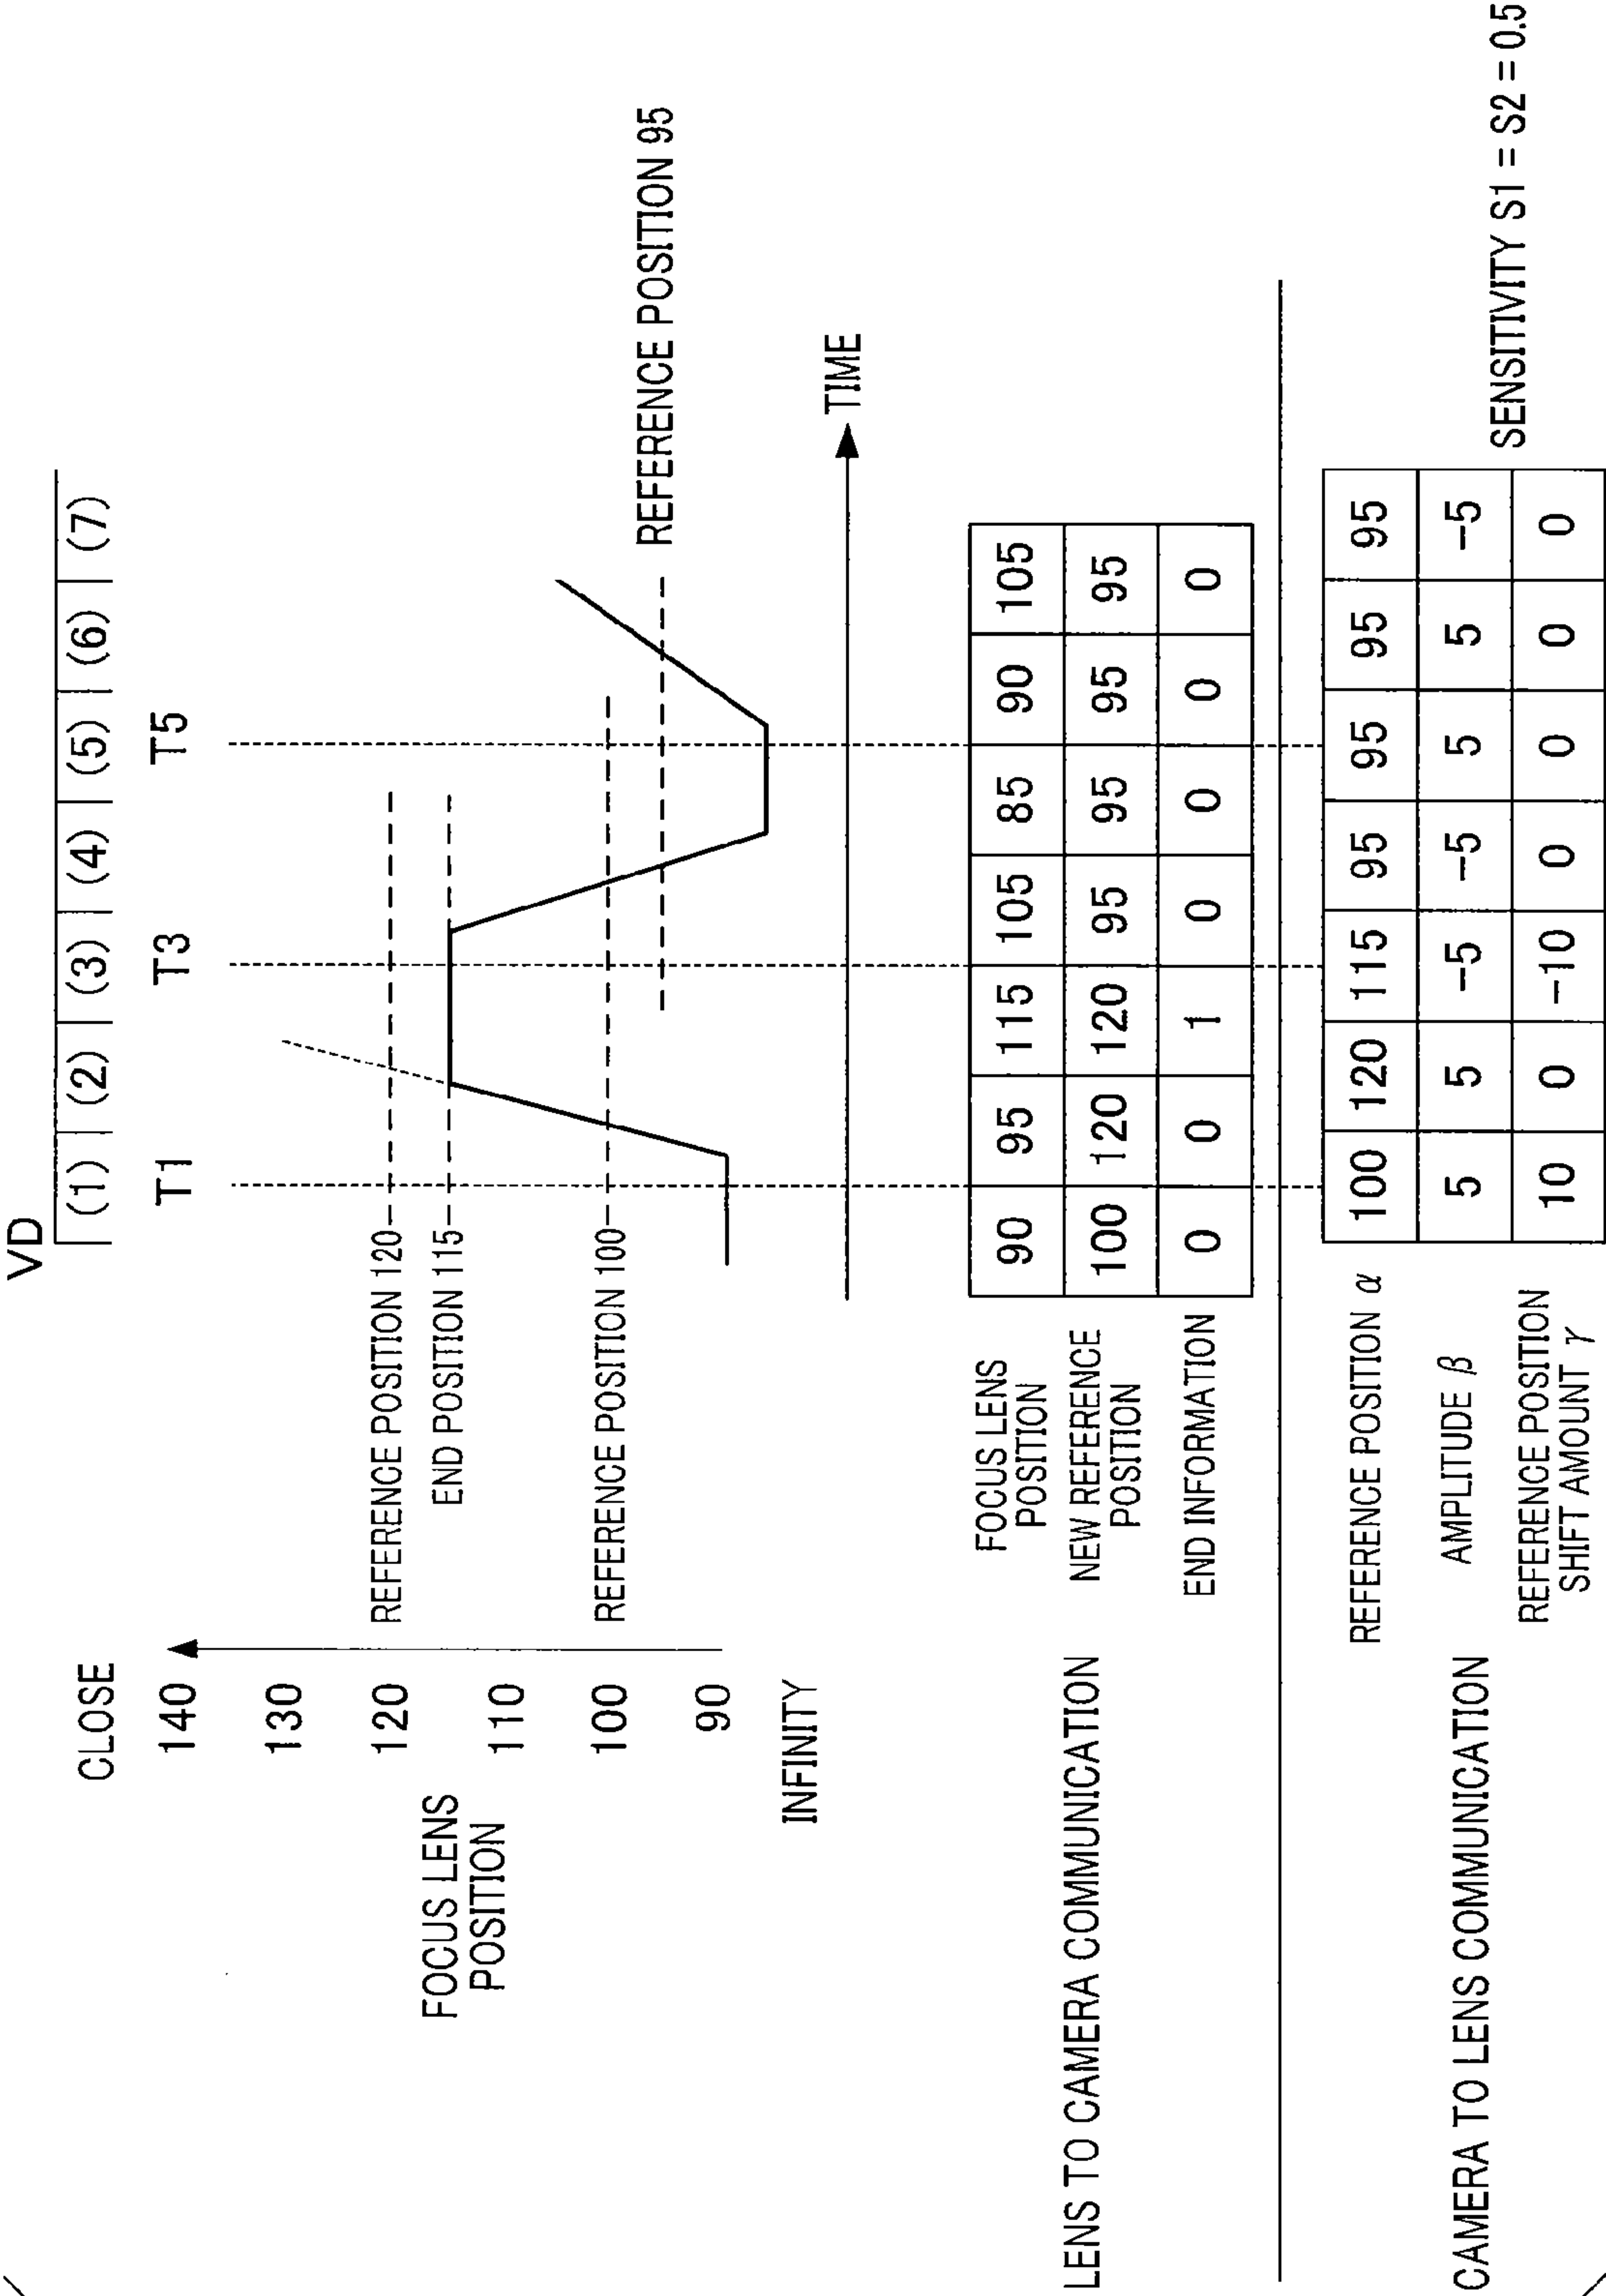 VD
(1) (2) (3) (4) (5) (6) (7)
T1 T3 T5
CLOSE
140
130
120
110
100
90
INFINITY
FOCUS LENS
POSITION
REFERENCE POSITION 120
END POSITION 115
REFERENCE POSITION 100
REFERENCE POSITION 95
TIME
LENS TO CAMERA COMMUNICATION
FOCUS LENS
POSITION
90 95 115 105 85 90 105
NEW REFERENCE
POSITION
100 120 120 95 95 95 95
END INFORMATION
0 0 1 0 0 0 0
CAMERA TO LENS COMMUNICATION
REFERENCE POSITION α
100 120 115 95 95 95 95
AMPLITUDE β
5 5 −5 −5 5 5 −5
REFERENCE POSITION
SHIFT AMOUNT γ
10 0 −10 0 0 0 0
SENSITIVITY S1 = S2 = 0.5